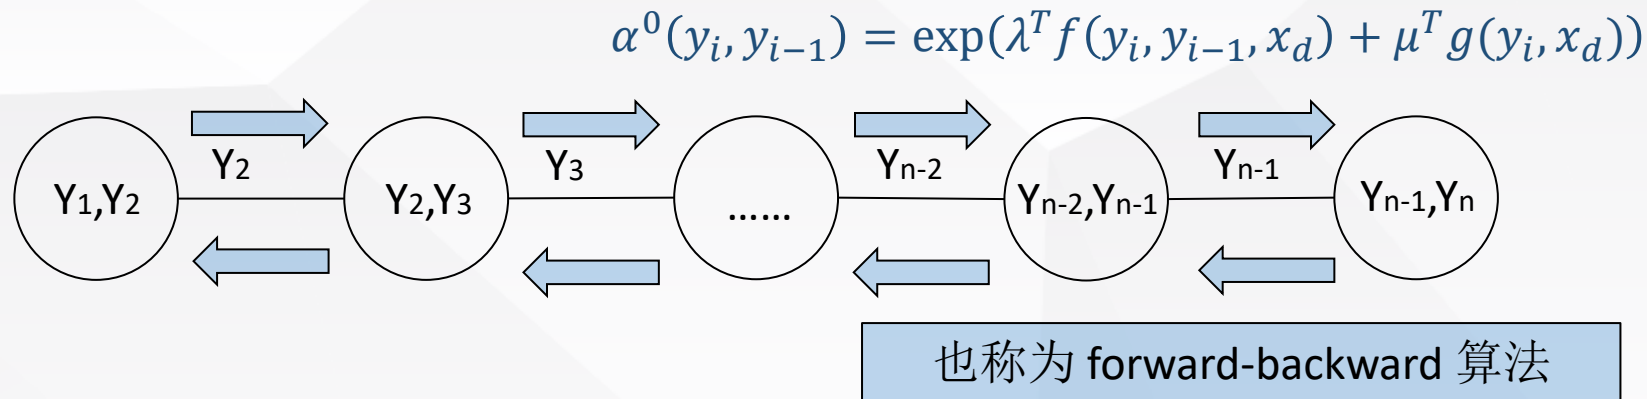 α⁰(yᵢ, yᵢ₋₁) = exp(λᵀf(yᵢ, yᵢ₋₁, x_d) + μᵀg(yᵢ, x_d))
Y2 Y3 Yn-2 Yn-1
Y1,Y2 Y2,Y3 …… Yn-2,Yn-1 Yn-1,Yn
也称为 forward-backward 算法